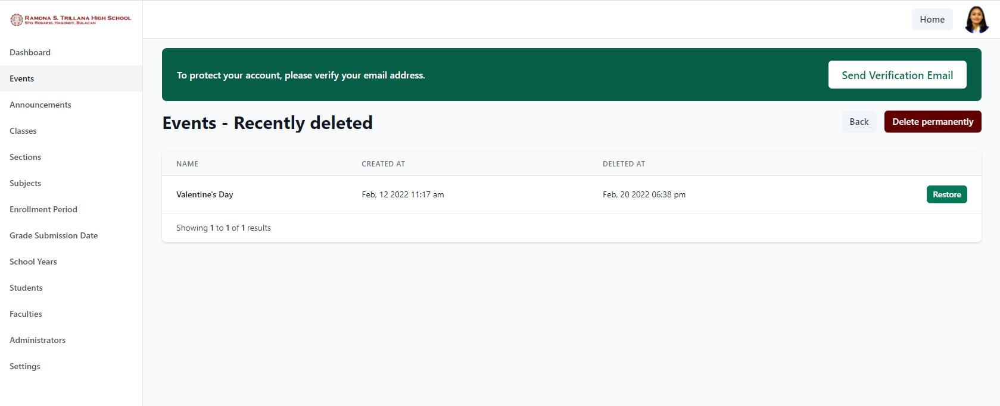 Ramona S. Trillana High School
Sto. Rosario, Hagonoy, Bulacan
Home
Dashboard
Events
Announcements
Classes
Sections
Subjects
Enrollment Period
Grade Submission Date
School Years
Students
Faculties
Administrators
Settings
To protect your account, please verify your email address.
Send Verification Email
Events - Recently deleted
Back
Delete permanently
NAME CREATED AT DELETED AT
Valentine's Day Feb, 12 2022 11:17 am Feb, 20 2022 06:38 pm Restore
Showing 1 to 1 of 1 results